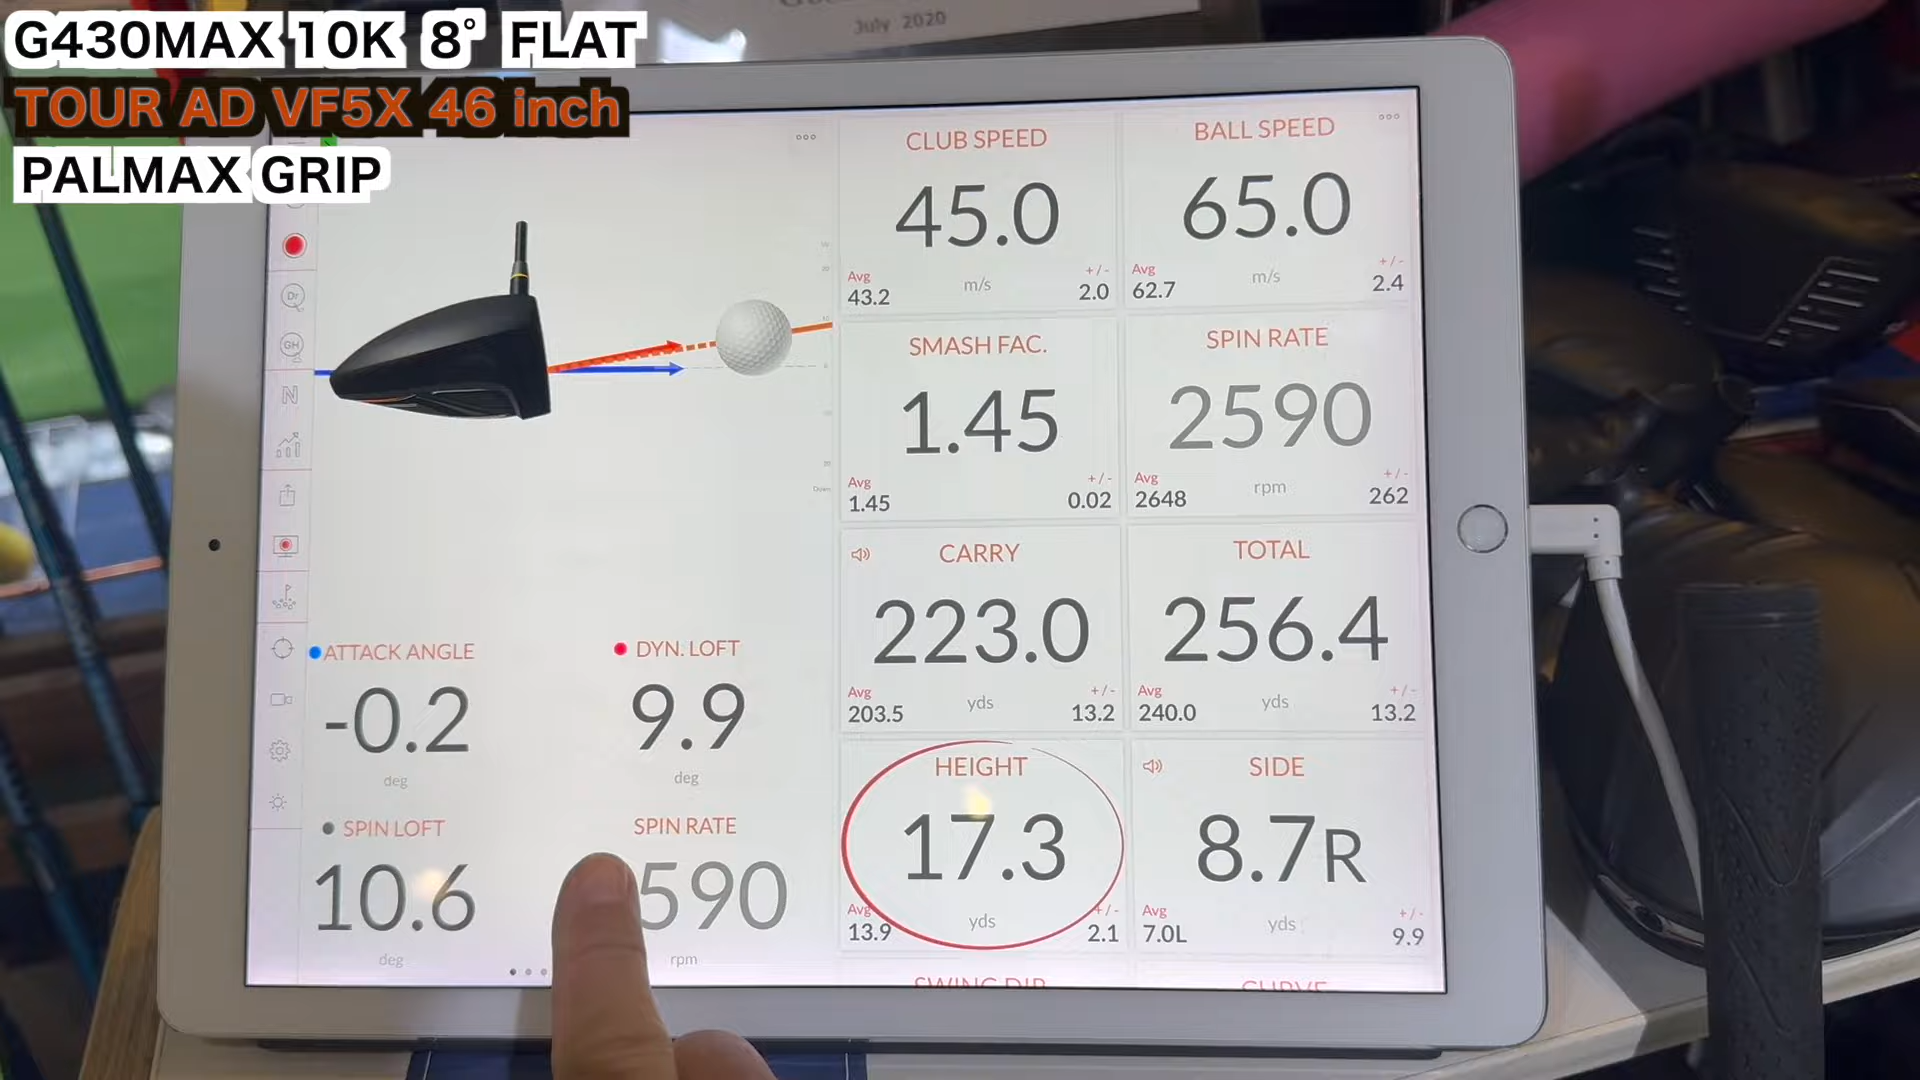 G430MAX 10K 8° FLAT
TOUR AD VF5X 46 inch
PALMAX GRIP
July 2020
CLUB SPEED
45.0
m/s
Avg
43.2
+/-
2.0
BALL SPEED
65.0
m/s
Avg
62.7
+/-
2.4
SMASH FAC.
1.45
Avg
1.45
+/-
0.02
SPIN RATE
2590
rpm
Avg
2648
+/-
262
CARRY
223.0
yds
Avg
203.5
+/-
13.2
TOTAL
256.4
yds
Avg
240.0
+/-
13.2
ATTACK ANGLE
-0.2
deg
DYN. LOFT
9.9
deg
SPIN LOFT
10.6
deg
SPIN RATE
590
rpm
HEIGHT
17.3
yds
Avg
13.9
+/-
2.1
SIDE
8.7R
yds
Avg
7.0L
+/-
9.9
SWING DIR
CURVE
Dr
GH
N